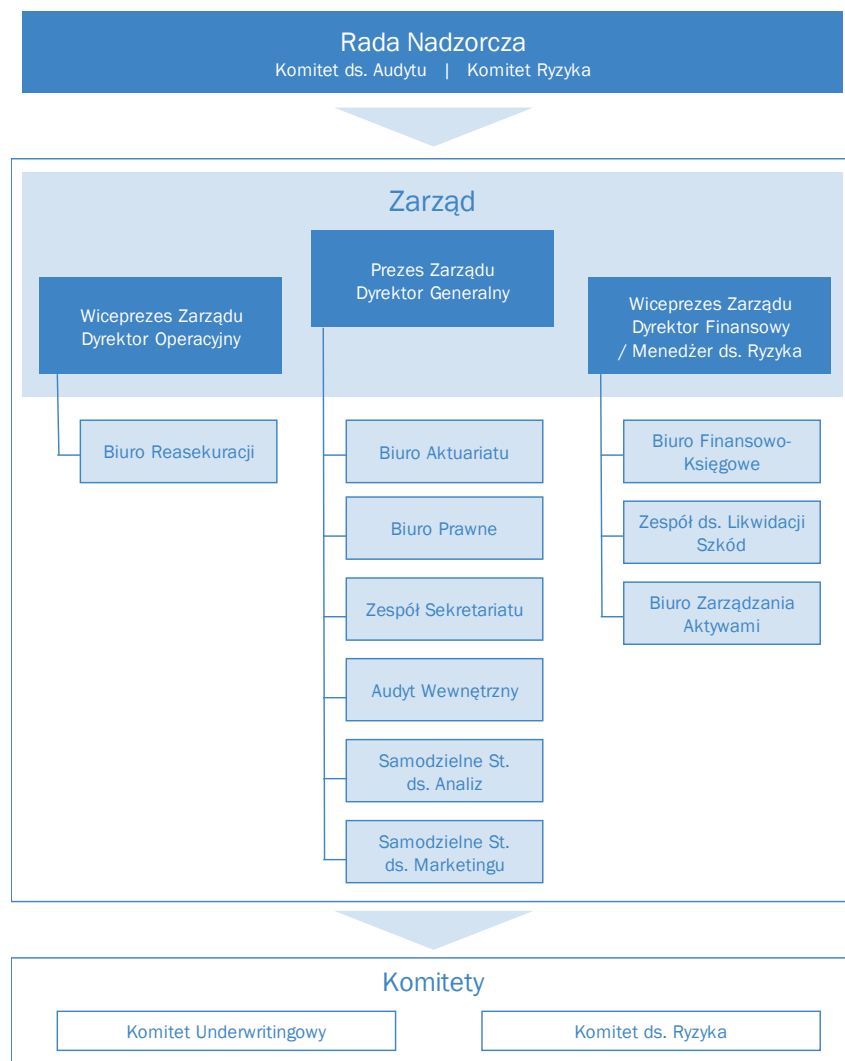 Rada Nadzorcza
Komitet ds. Audytu | Komitet Ryzyka
Zarząd
Prezes Zarządu
Dyrektor Generalny
Wiceprezes Zarządu
Dyrektor Operacyjny
Wiceprezes Zarządu
Dyrektor Finansowy
/ Menedżer ds. Ryzyka
Biuro Reasekuracji
Biuro Aktuariatu
Biuro Prawne
Zespół Sekretariatu
Audyt Wewnętrzny
Samodzielne St.
ds. Analiz
Samodzielne St.
ds. Marketingu
Biuro Finansowo-
Księgowe
Zespół ds. Likwidacji
Szkód
Biuro Zarządzania
Aktywami
Komitety
Komitet Underwritingowy
Komitet ds. Ryzyka